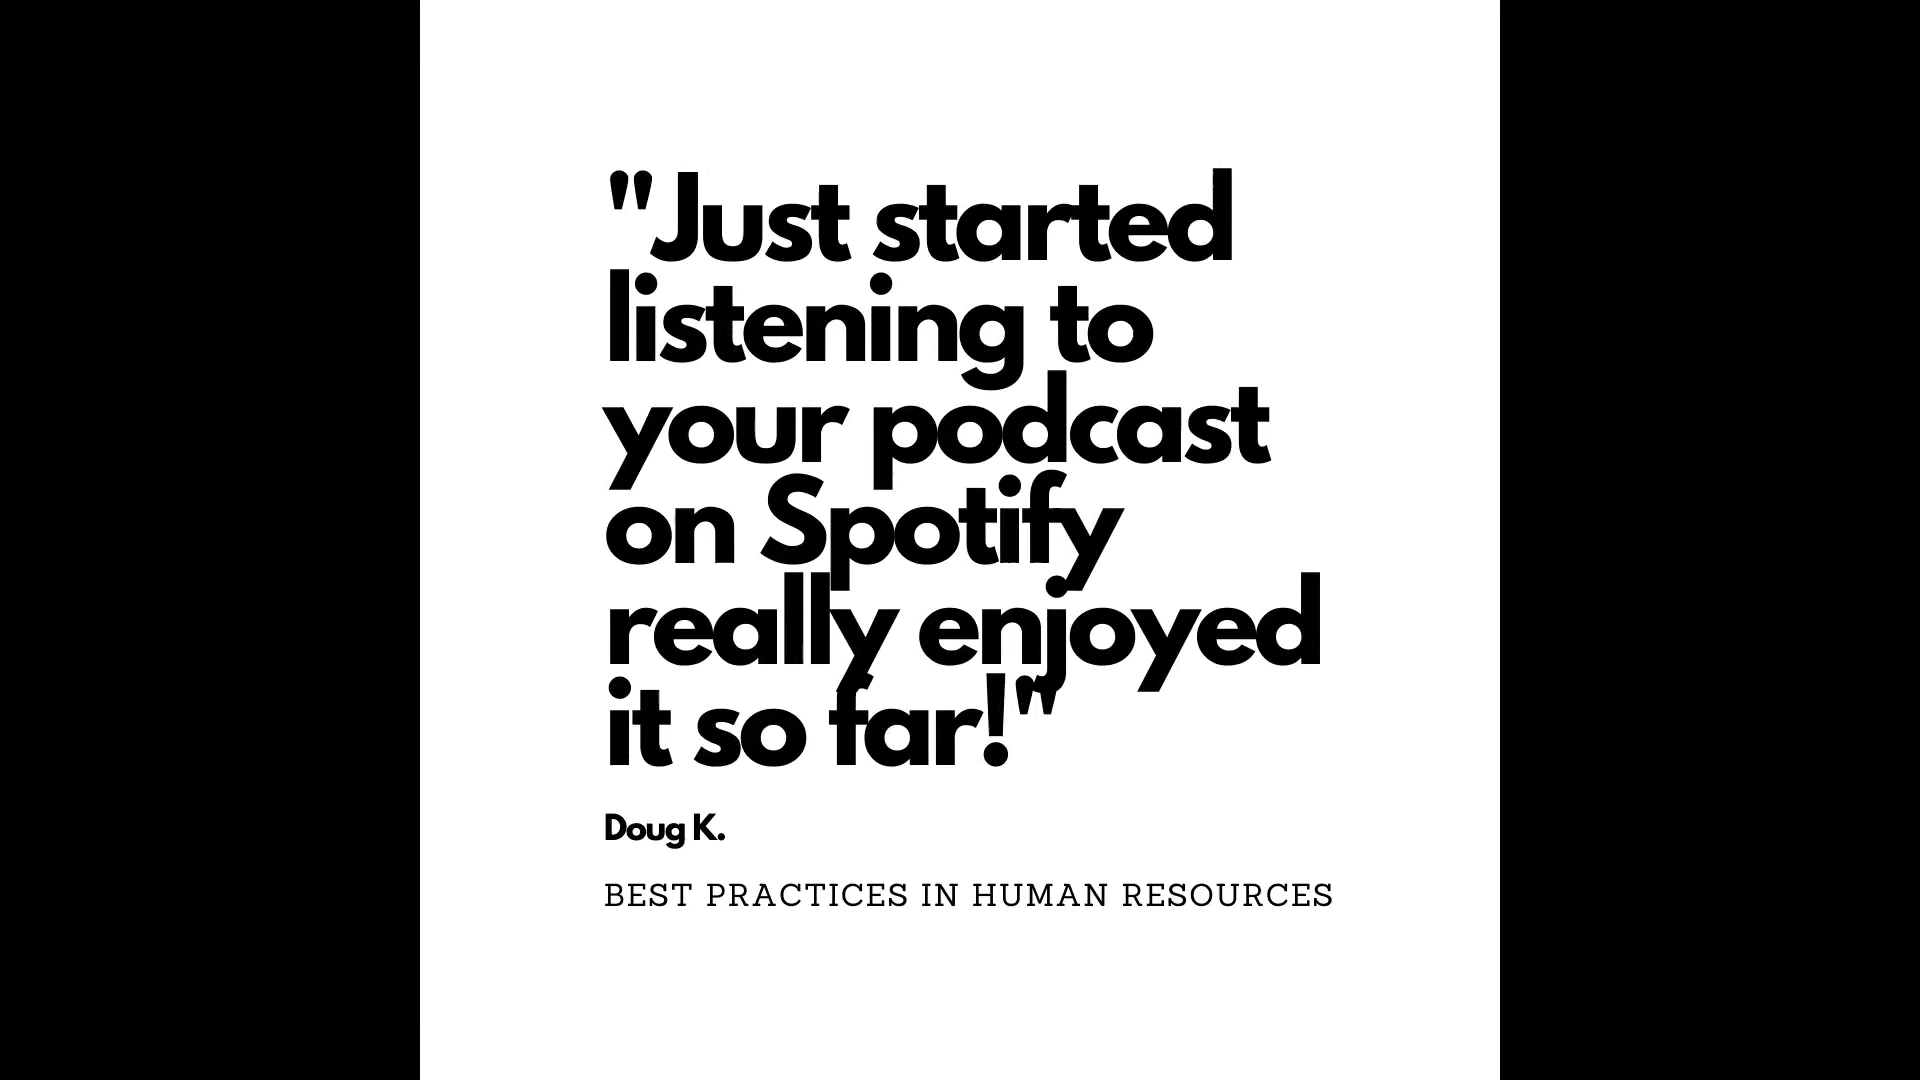 "Just started
listening to
your podcast
on Spotify
really enjoyed
it so far!"
Doug K.
BEST PRACTICES IN HUMAN RESOURCES